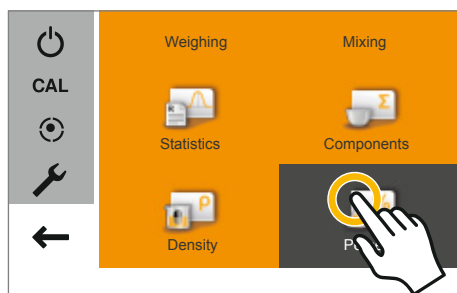 Weighing Mixing
CAL
Statistics Components
Σ
ρ
Density